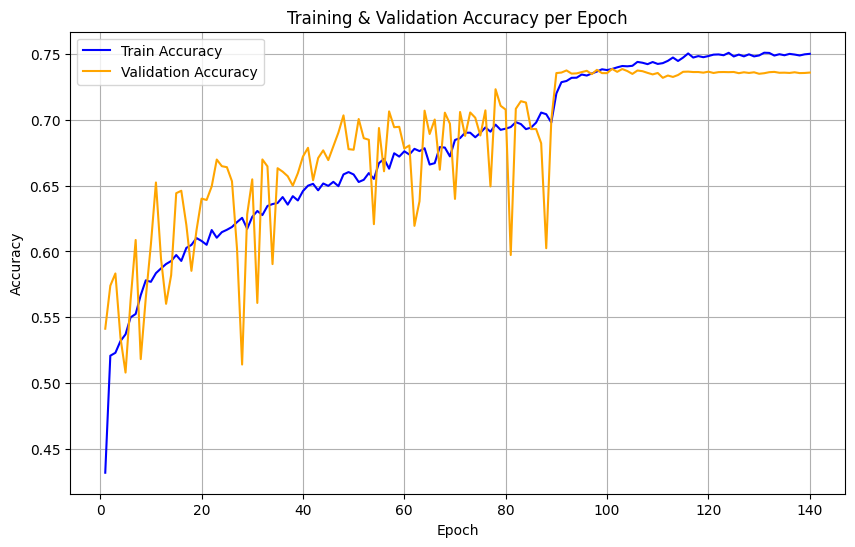 Training & Validation Accuracy per Epoch
Train Accuracy
Validation Accuracy
Accuracy
0.75
0.70
0.65
0.60
0.55
0.50
0.45
0 20 40 60 80 100 120 140
Epoch